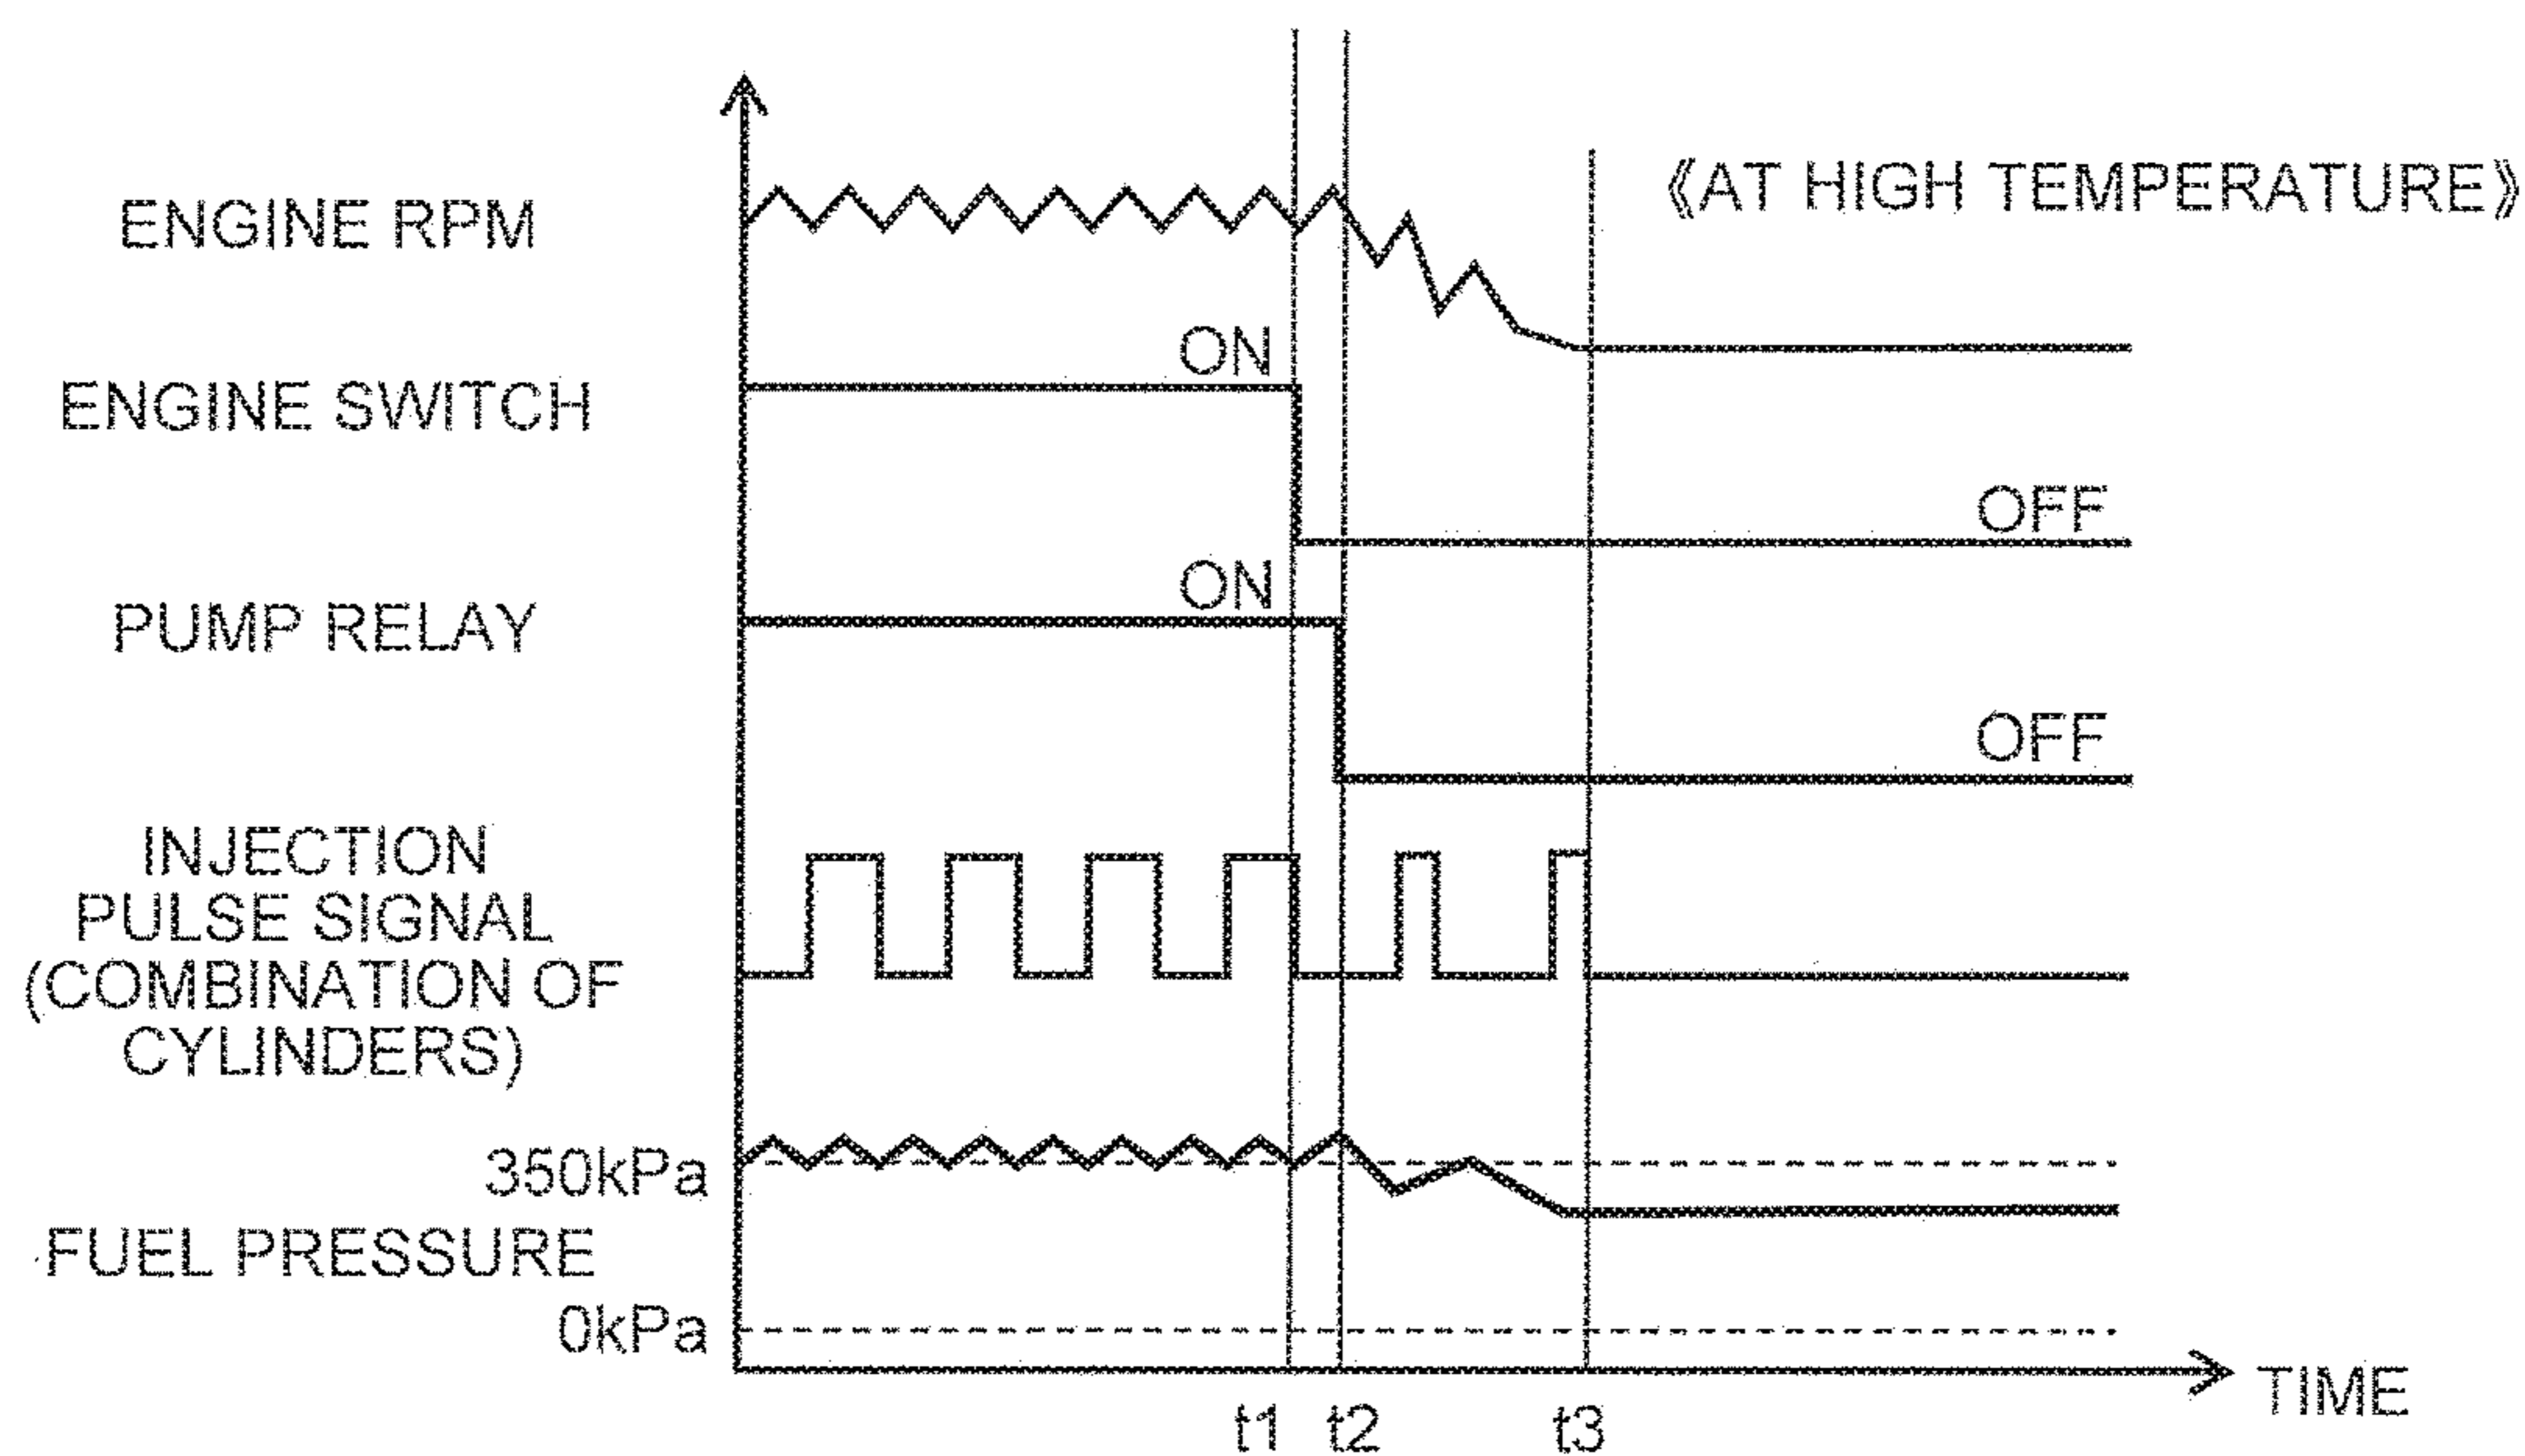 《AT HIGH TEMPERATURE》
ENGINE RPM
ON
ENGINE SWITCH
OFF
ON
PUMP RELAY
OFF
INJECTION
PULSE SIGNAL
(COMBINATION OF
CYLINDERS)
350kPa
FUEL PRESSURE
0kPa
TIME
t1 t2 t3